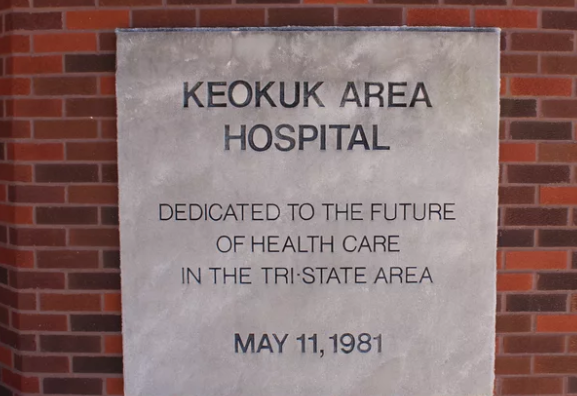 KEOKUK AREA
HOSPITAL
DEDICATED TO THE FUTURE
OF HEALTH CARE
IN THE TRI·STATE AREA
MAY 11, 1981